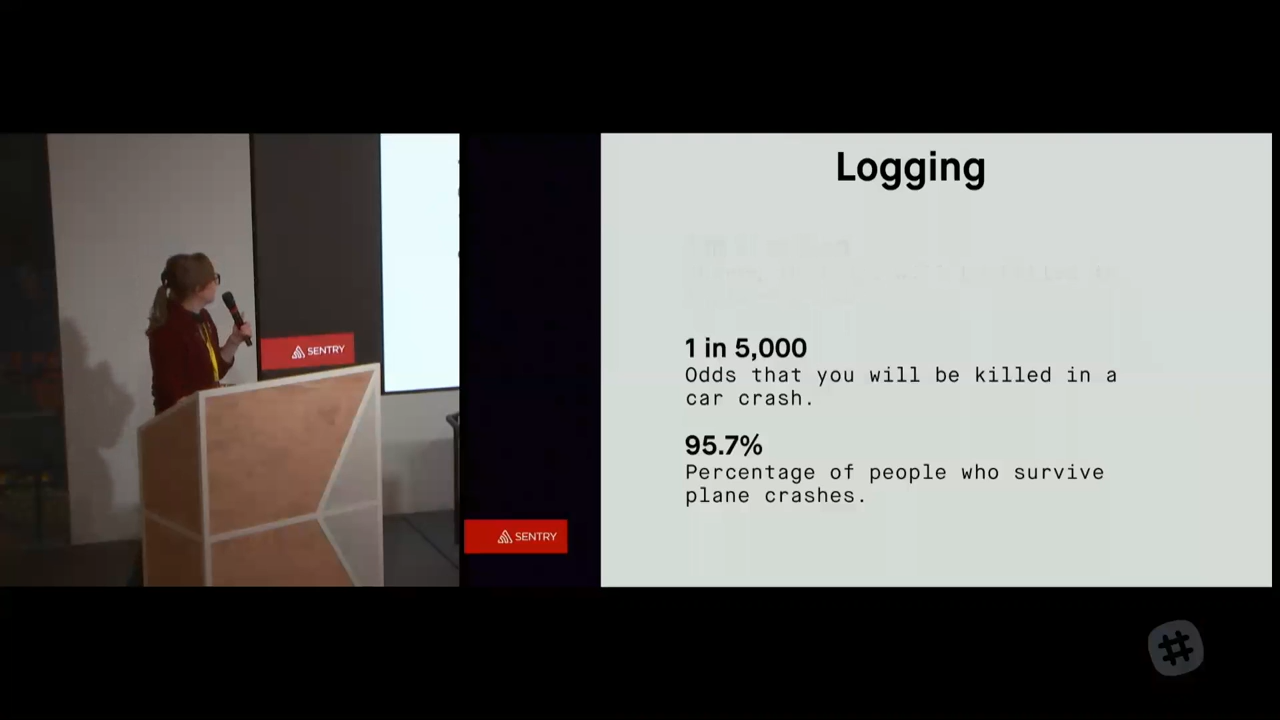 Logging
1 in 5,000
Odds that you will be killed in a
car crash.
95.7%
Percentage of people who survive
plane crashes.
SENTRY
SENTRY